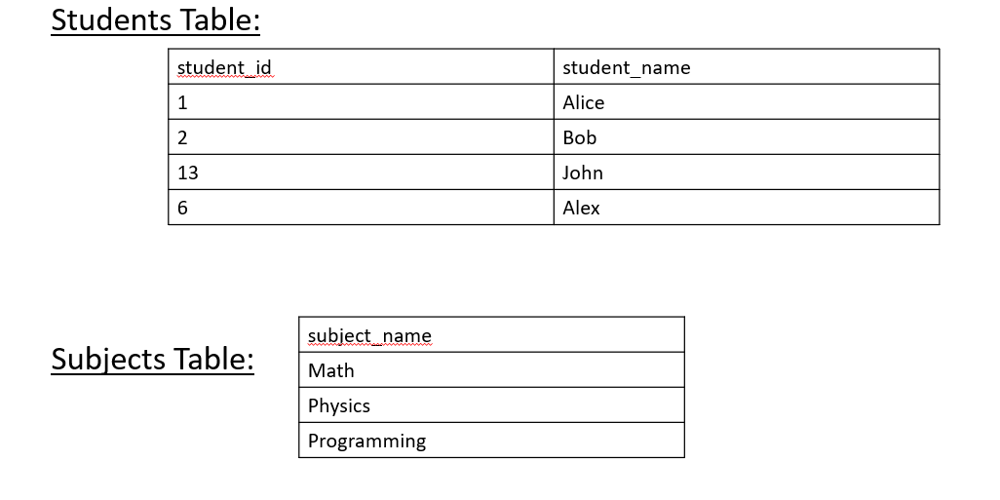 Students Table:
student_id student_name
1 Alice
2 Bob
13 John
6 Alex
Subjects Table:
subject_name
Math
Physics
Programming